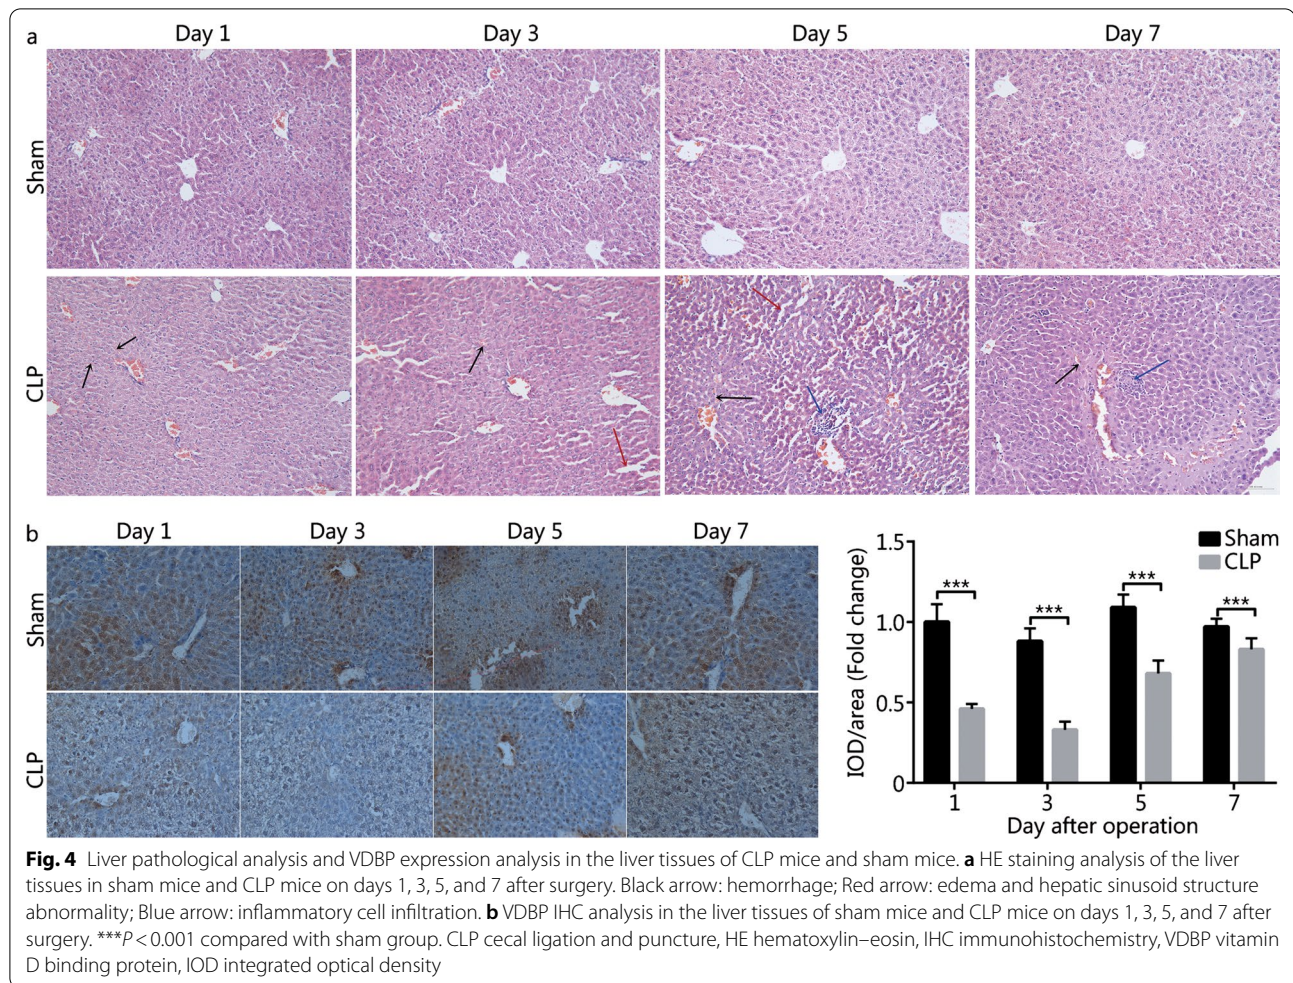 a
Day 1
Day 3
Day 5
Day 7
Sham
CLP
b
Day 1
Day 3
Day 5
Day 7
Sham
CLP
Sham
CLP
1.5
1.0
0.5
0
IOD/area (Fold change)
***
***
***
***
1
3
5
7
Day after operation
Fig. 4 Liver pathological analysis and VDBP expression analysis in the liver tissues of CLP mice and sham mice. a HE staining analysis of the liver
tissues in sham mice and CLP mice on days 1, 3, 5, and 7 after surgery. Black arrow: hemorrhage; Red arrow: edema and hepatic sinusoid structure
abnormality; Blue arrow: inflammatory cell infiltration. b VDBP IHC analysis in the liver tissues of sham mice and CLP mice on days 1, 3, 5, and 7 after
surgery. ***P < 0.001 compared with sham group. CLP cecal ligation and puncture, HE hematoxylin–eosin, IHC immunohistochemistry, VDBP vitamin
D binding protein, IOD integrated optical density